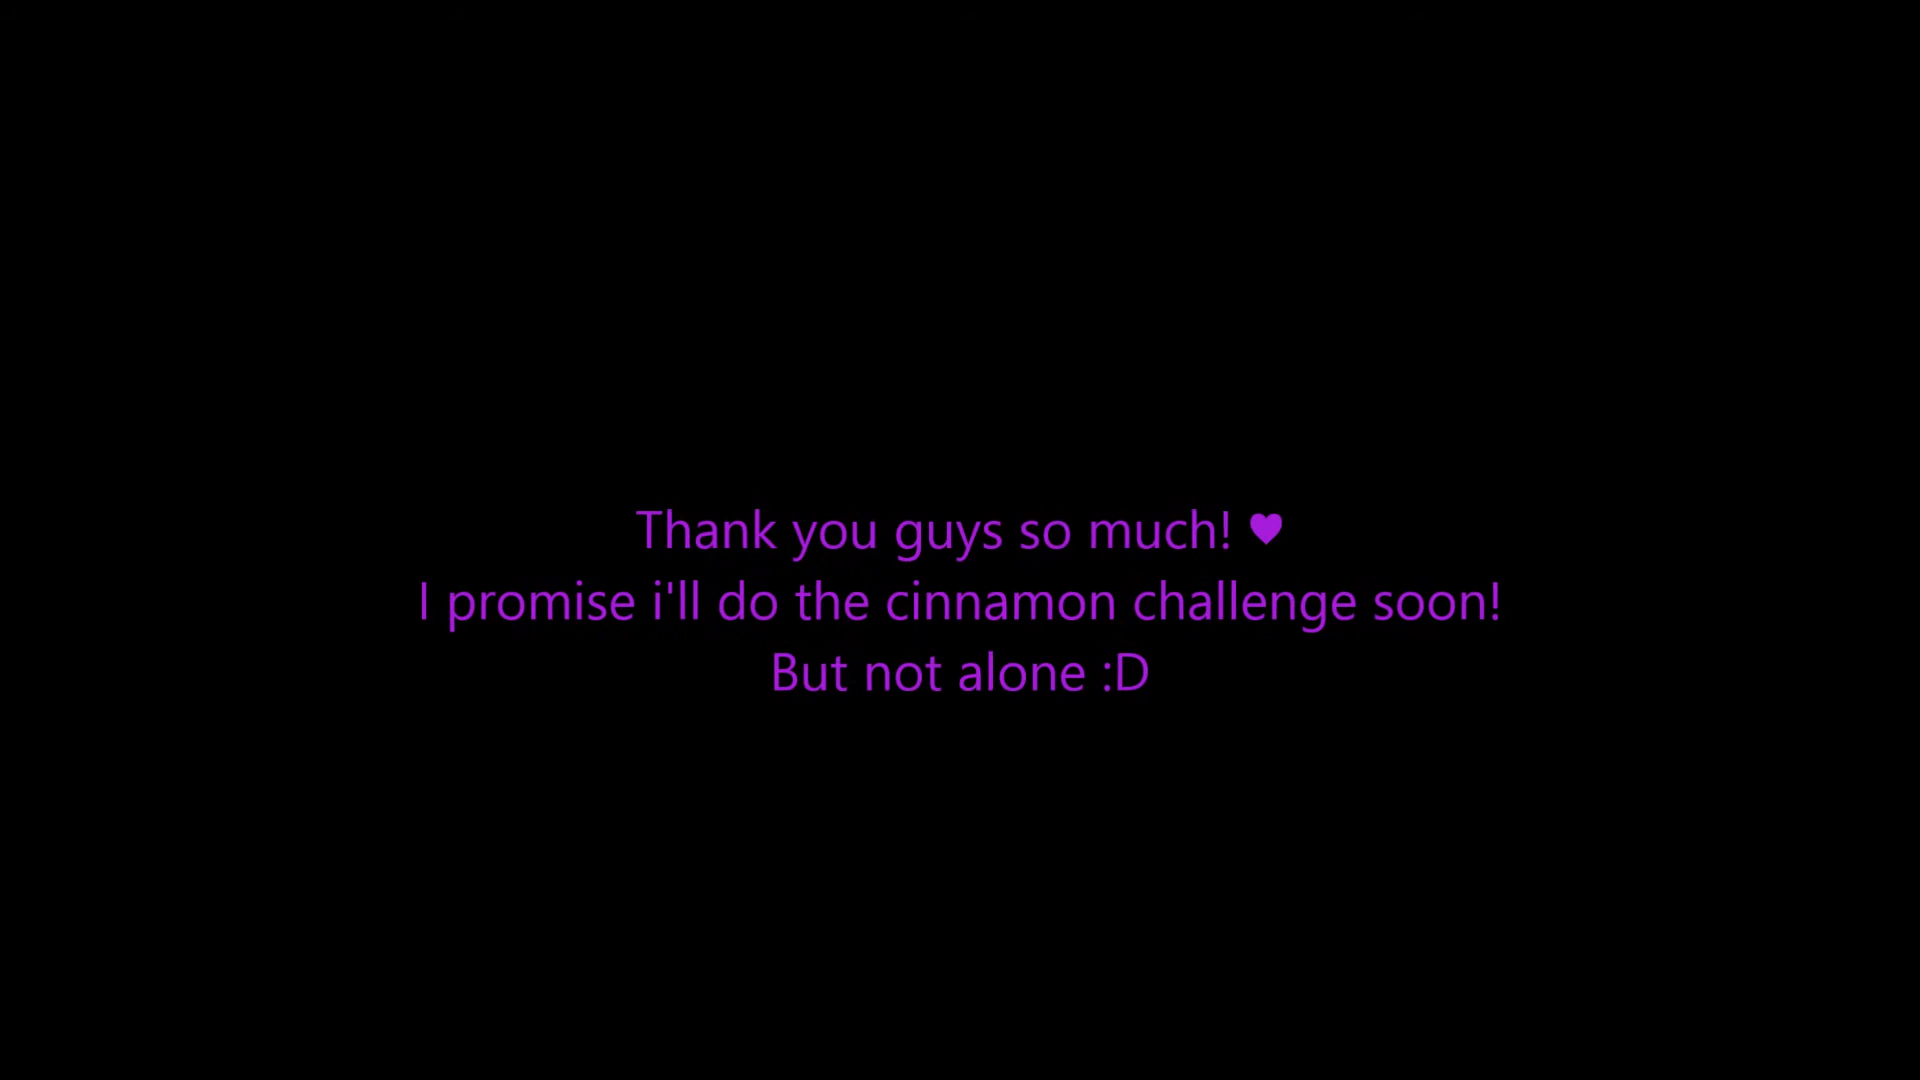 Thank you guys so much! ♥
I promise i'll do the cinnamon challenge soon!
But not alone :D